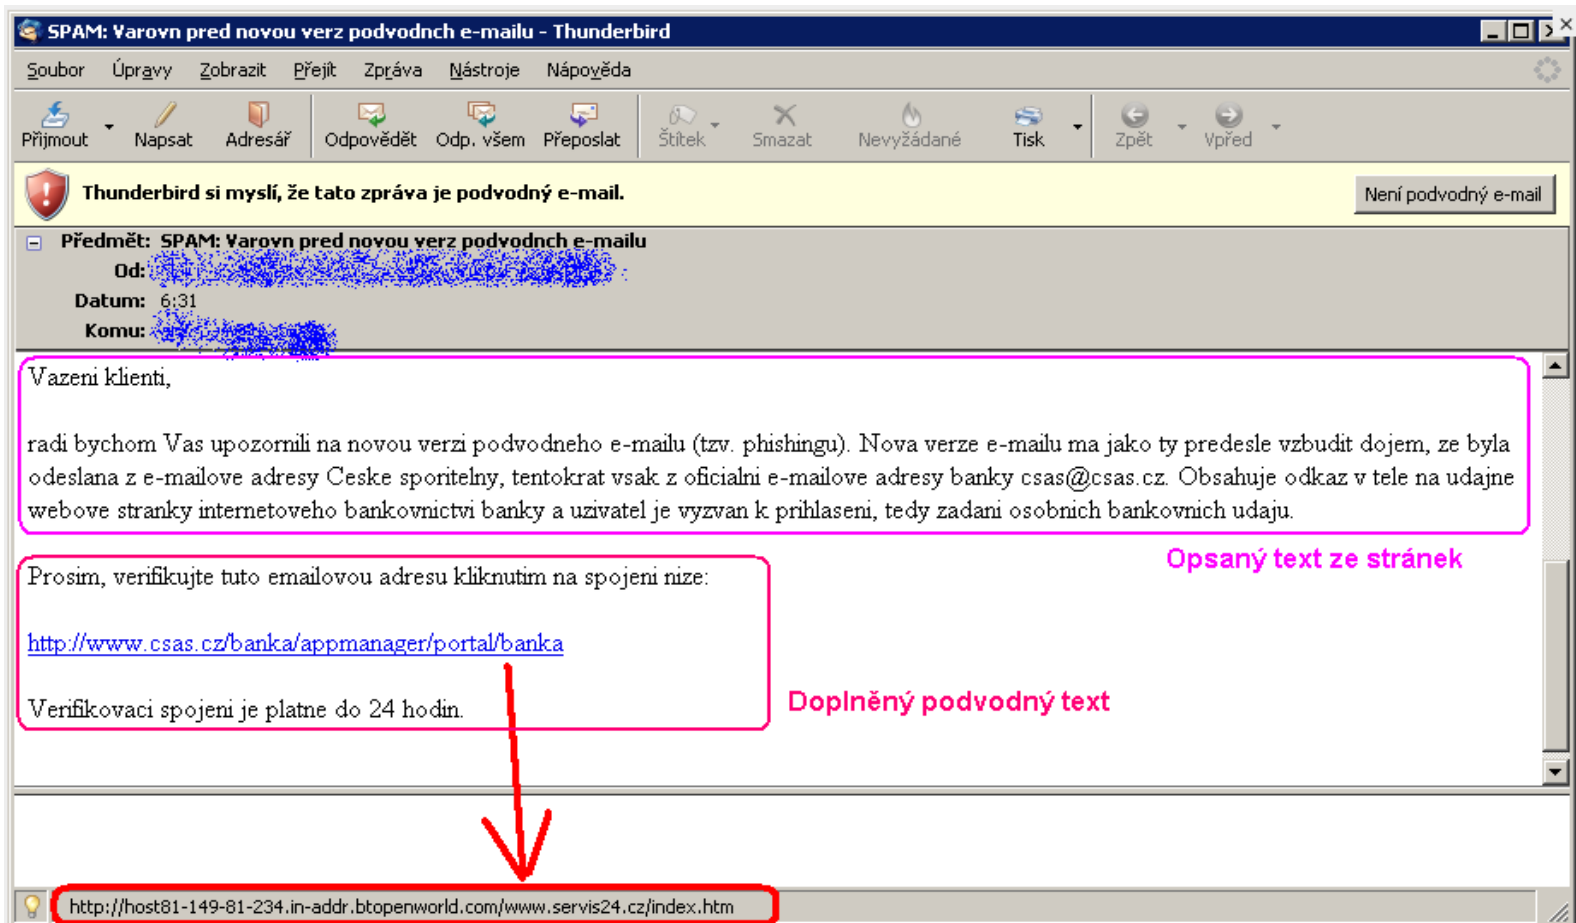 SPAM: Varovn pred novou verz podvodnch e-mailu - Thunderbird
Soubor Úpravy Zobrazit Přejít Zpráva Nástroje Nápověda
Přijmout Napsat Adresář Odpovědět Odp. všem Přeposlat Štítek Smazat Nevyžádané Tisk Zpět Vpřed
Thunderbird si myslí, že tato zpráva je podvodný e-mail. Není podvodný e-mail
Předmět: SPAM: Varovn pred novou verz podvodnch e-mailu
Od:
Datum: 6:31
Komu:
Vazeni klienti,
radi bychom Vas upozornili na novou verzi podvodneho e-mailu (tzv. phishingu). Nova verze e-mailu ma jako ty predesle vzbudit dojem, ze byla
odeslana z e-mailove adresy Ceske sporitelny, tentokrat vsak z oficialni e-mailove adresy banky csas@csas.cz. Obsahuje odkaz v tele na udajne
webove stranky internetoveho bankovnictvi banky a uzivatel je vyzvan k prihlaseni, tedy zadani osobnich bankovnich udaju.
Opsaný text ze stránek
Prosim, verifikujte tuto emailovou adresu kliknutim na spojeni nize:
http://www.csas.cz/banka/appmanager/portal/banka
Doplněný podvodný text
Verifikovaci spojeni je platne do 24 hodin.
http://host81-149-81-234.in-addr.btopenworld.com/www.servis24.cz/index.htm